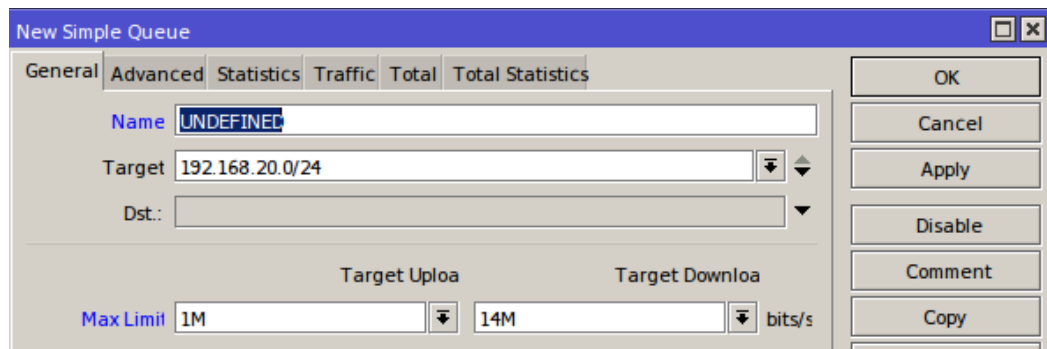 New Simple Queue
General Advanced Statistics Traffic Total Total Statistics
Name UNDEFINED
Target 192.168.20.0/24
Dst.:
Target Uploa Target Downloa
Max Limit 1M 14M bits/s
OK
Cancel
Apply
Disable
Comment
Copy